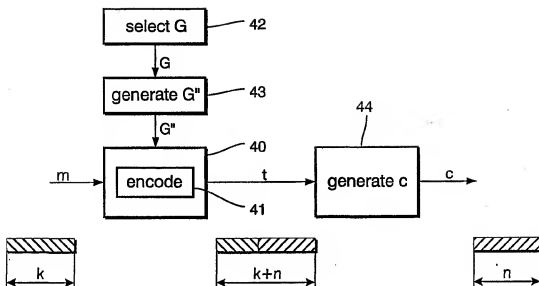 select G
42
G
generate G"
43
G"
40
44
m
encode
41
t
generate c
c
k
k+n
n